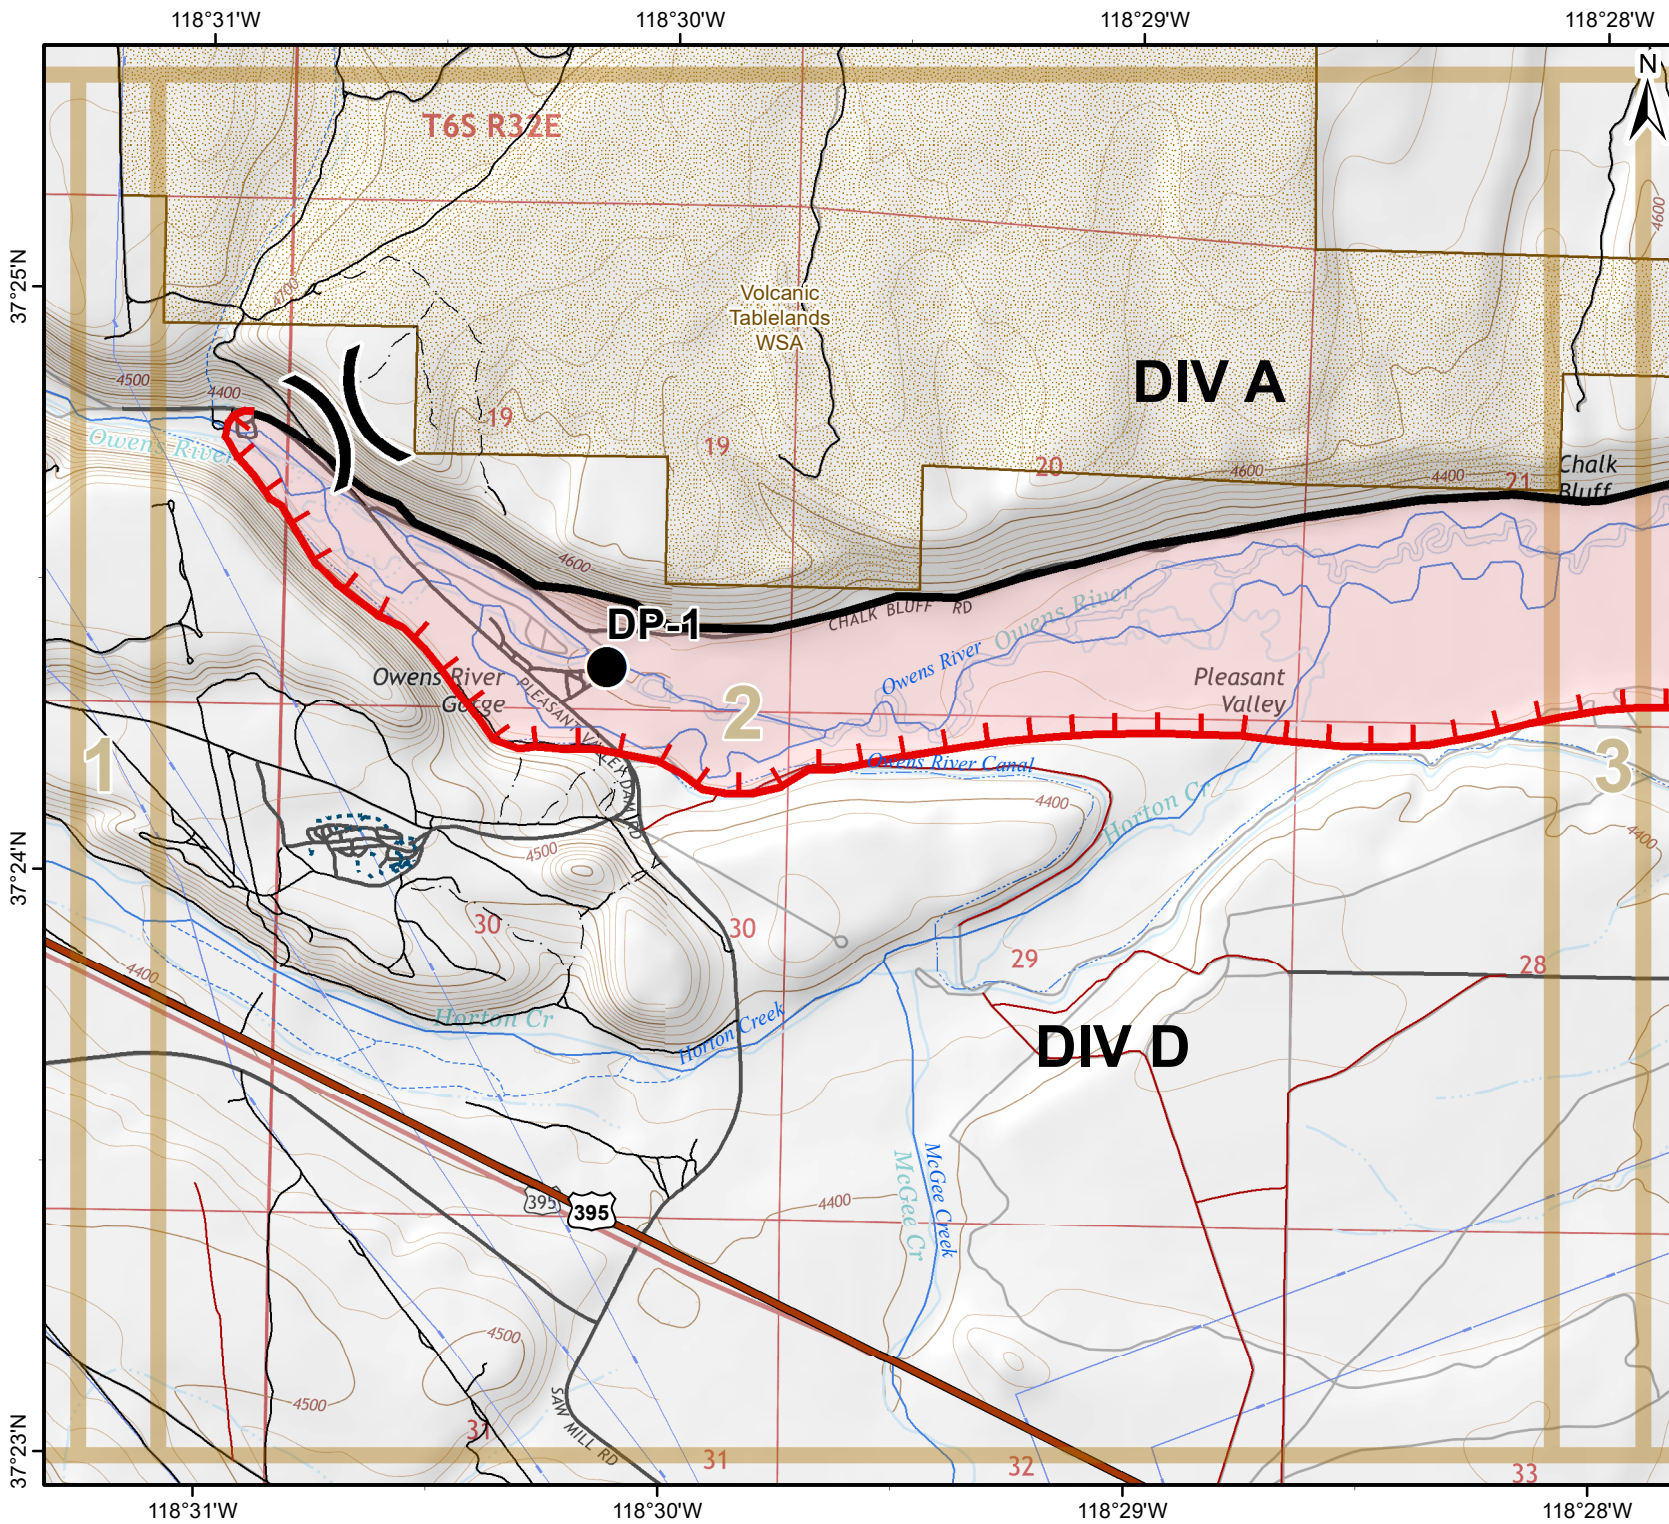 118°31'W
118°30'W
118°29'W
118°28'W
N
T6S R32E
4600
37°25'N
4700
Volcanic
Tablelands
WSA
DIV A
4500
4400
19
19
20
4600
4400
21
Chalk
Bluff
Owens River
4600
DP-1
CHALK BLUFF RD
Owens River
Owens River
Owens River
Gorge
Pleasant
Valley
PLEASANT VALLEY DAM RD
2
1
3
Owens River Canal
4400
Horton Cr
4400
37°24'N
4500
30
30
29
28
4400
Horton Cr
Horton Creek
DIV D
McGee Cr
McGee Creek
395
395
4400
4500
4500
SAW MILL RD
31
31
32
33
37°23'N
118°31'W
118°30'W
118°29'W
118°28'W